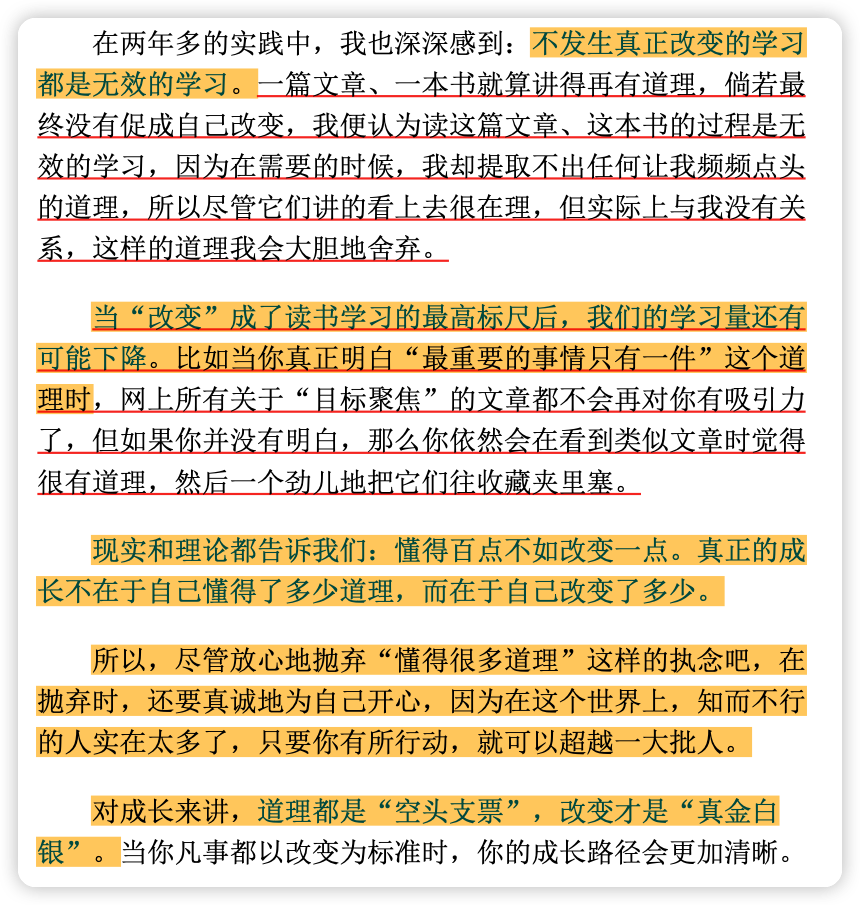 在两年多的实践中，我也深深感到：不发生真正改变的学习
都是无效的学习。一篇文章、一本书就算讲得再有道理，倘若最
终没有促成自己改变，我便认为读这篇文章、这本书的过程是无
效的学习，因为在需要的时候，我却提取不出任何让我频频点头
的道理，所以尽管它们讲的看上去很在理，但实际上与我没有关
系，这样的道理我会大胆地舍弃。
当“改变”成了读书学习的最高标尺后，我们的学习量还有
可能下降。比如当你真正明白“最重要的事情只有一件”这个道
理时，网上所有关于“目标聚焦”的文章都不会再对你有吸引力
了，但如果你并没有明白，那么你依然会在看到类似文章时觉得
很有道理，然后一个劲儿地把它们往收藏夹里塞。
现实和理论都告诉我们：懂得百点不如改变一点。真正的成
长不在于自己懂得了多少道理，而在于自己改变了多少。
所以，尽管放心地抛弃“懂得很多道理”这样的执念吧，在
抛弃时，还要真诚地为自己开心，因为在这个世界上，知而不行
的人实在太多了，只要你有所行动，就可以超越一大批人。
对成长来讲，道理都是“空头支票”，改变才是“真金白
银”。当你凡事都以改变为标准时，你的成长路径会更加清晰。